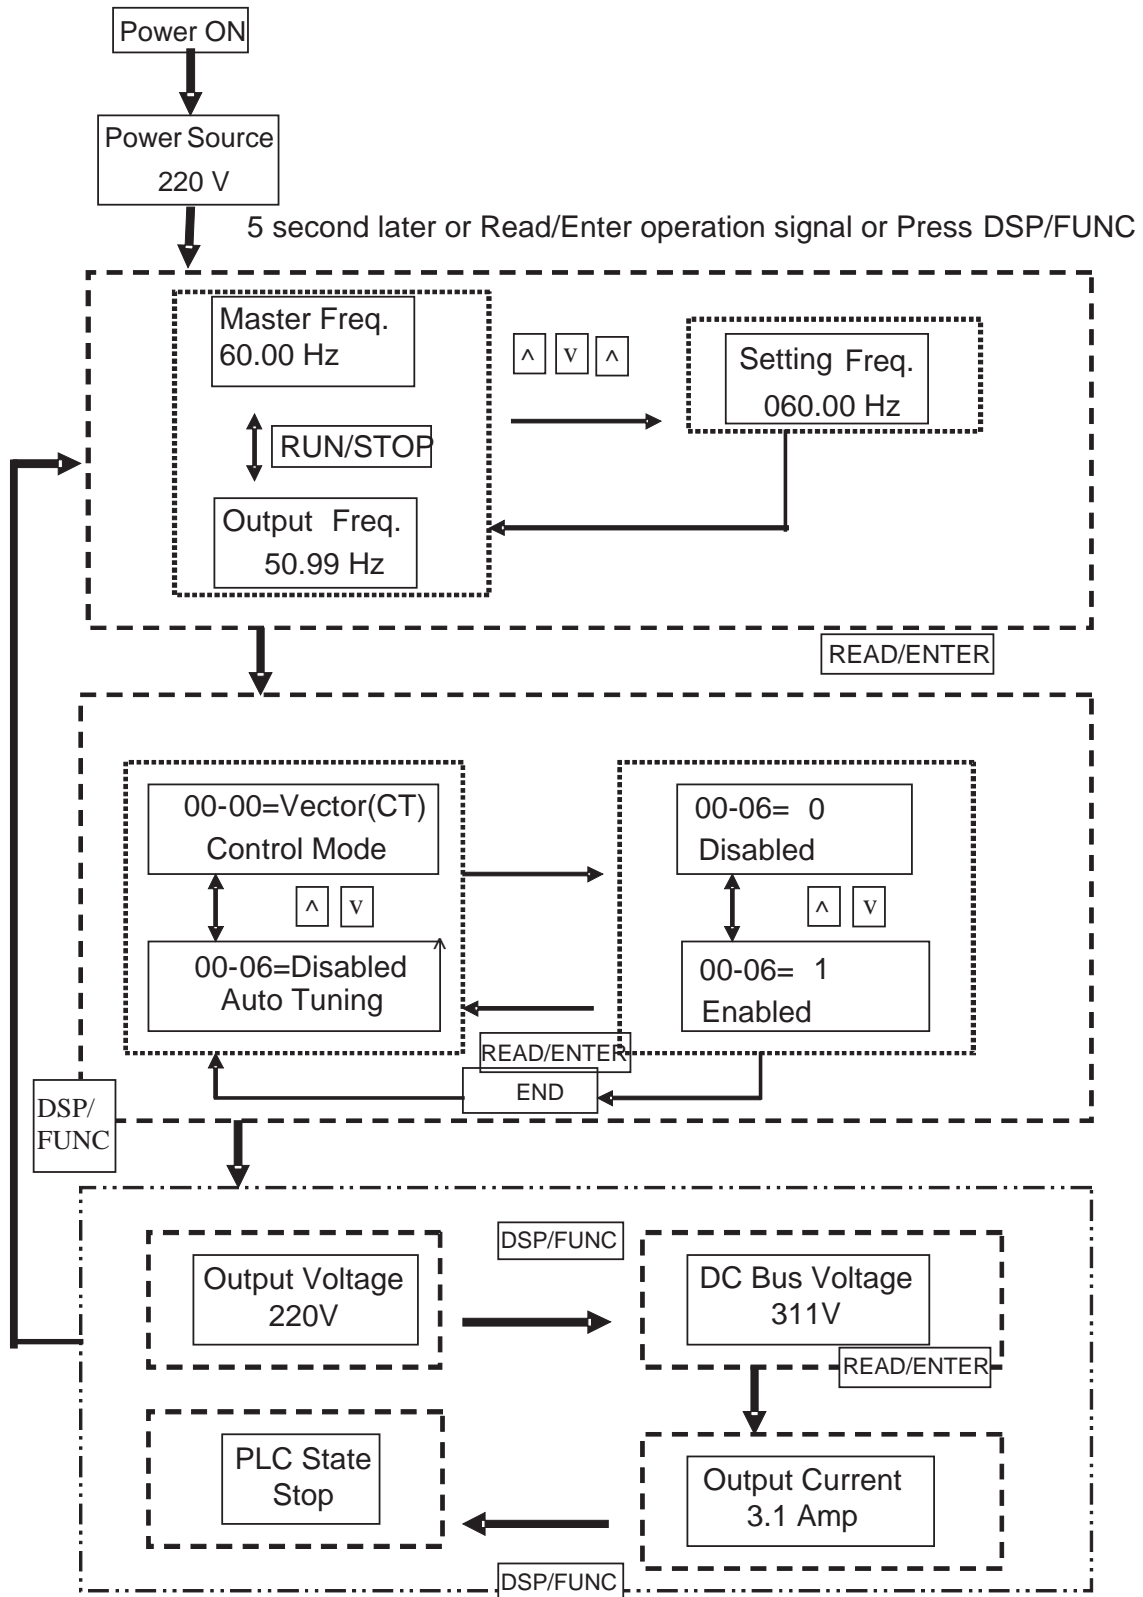 Power ON
Power Source
220 V
5 second later or Read/Enter operation signal or Press DSP/FUNC
Master Freq.
60.00 Hz
^ v ^
Setting Freq.
060.00 Hz
RUN/STOP
Output Freq.
50.99 Hz
READ/ENTER
00-00=Vector(CT)
Control Mode
^ v
00-06=Disabled
Auto Tuning
^
00-06= 0
Disabled
^ v
00-06= 1
Enabled
READ/ENTER
END
DSP/
FUNC
DSP/FUNC
Output Voltage
220V
DC Bus Voltage
311V
READ/ENTER
PLC State
Stop
Output Current
3.1 Amp
DSP/FUNC